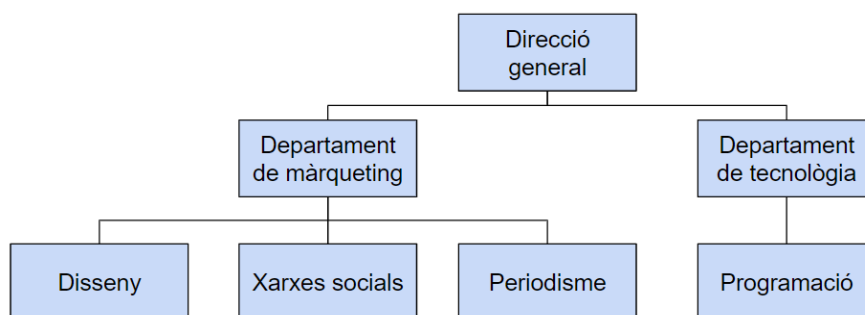 Direcció
general
Departament
de màrqueting
Departament
de tecnològia
Disseny
Xarxes socials
Periodisme
Programació